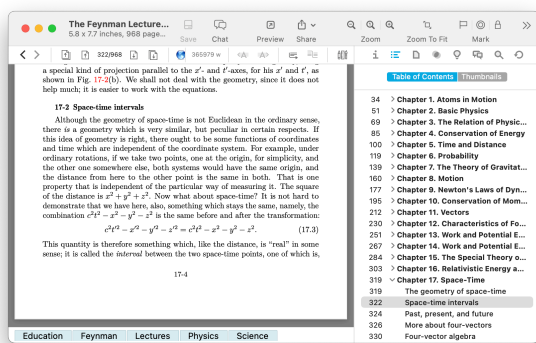 The Feynman Lecture...
5.8 x 7.7 inches, 968 page...
Save Chat Preview Share Zoom Zoom To Fit Mark
322/968 365979 w
Table of Contents Thumbnails
a special kind of projection parallel to the x′- and t′-axes, for his x′ and t′, as
shown in Fig. 17-2(b). We shall not deal with the geometry, since it does not
help much; it is easier to work with the equations.
17-2 Space-time intervals
Although the geometry of space-time is not Euclidean in the ordinary sense,
there is a geometry which is very similar, but peculiar in certain respects. If
this idea of geometry is right, there ought to be some functions of coordinates
and time which are independent of the coordinate system. For example, under
ordinary rotations, if we take two points, one at the origin, for simplicity, and
the other one somewhere else, both systems would have the same origin, and
the distance from here to the other point is the same in both. That is one
property that is independent of the particular way of measuring it. The square
of the distance is x² + y² + z². Now what about space-time? It is not hard to
demonstrate that we have here, also, something which stays the same, namely, the
combination c²t² − x² − y² − z² is the same before and after the transformation:
c²t′² − x′² − y′² − z′² = c²t² − x² − y² − z². (17.3)
This quantity is therefore something which, like the distance, is “real” in some
sense; it is called the interval between the two space-time points, one of which is,
17-4
34 Chapter 1. Atoms in Motion
51 Chapter 2. Basic Physics
69 Chapter 3. The Relation of Physic...
85 Chapter 4. Conservation of Energy
100 Chapter 5. Time and Distance
119 Chapter 6. Probability
139 Chapter 7. The Theory of Gravitat...
160 Chapter 8. Motion
177 Chapter 9. Newton's Laws of Dyn...
195 Chapter 10. Conservation of Mom...
212 Chapter 11. Vectors
230 Chapter 12. Characteristics of Fo...
251 Chapter 13. Work and Potential E...
267 Chapter 14. Work and Potential E...
284 Chapter 15. The Special Theory o...
303 Chapter 16. Relativistic Energy a...
319 Chapter 17. Space-Time
319 The geometry of space-time
322 Space-time intervals
324 Past, present, and future
326 More about four-vectors
330 Four-vector algebra
Education Feynman Lectures Physics Science